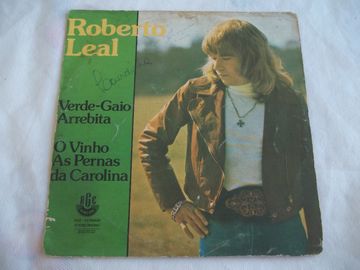 Roberto
Leal
Verde-Gaio
Arrebita
O Vinho
As Pernas
da Carolina
RGE